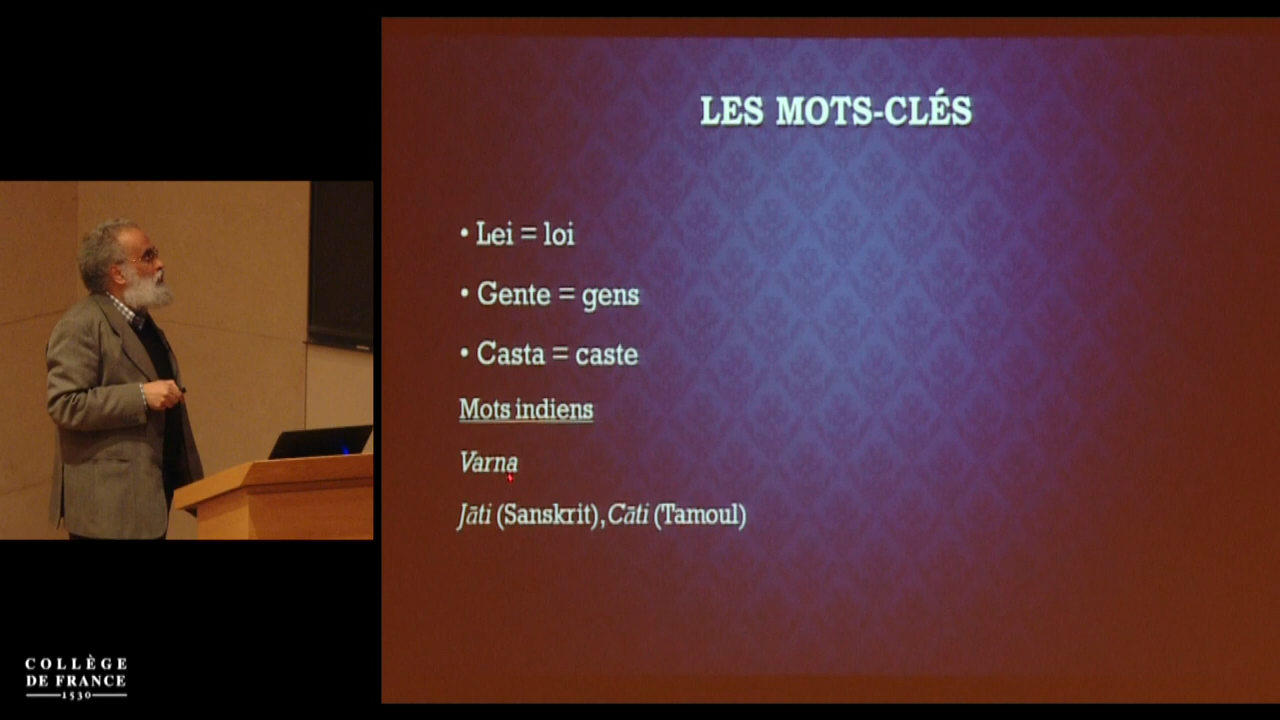 LES MOTS-CLÉS
• Lei = loi
• Gente = gens
• Casta = caste
Mots indiens
Varna
Jāti (Sanskrit), Cāti (Tamoul)
COLLÈGE
DE FRANCE
1530